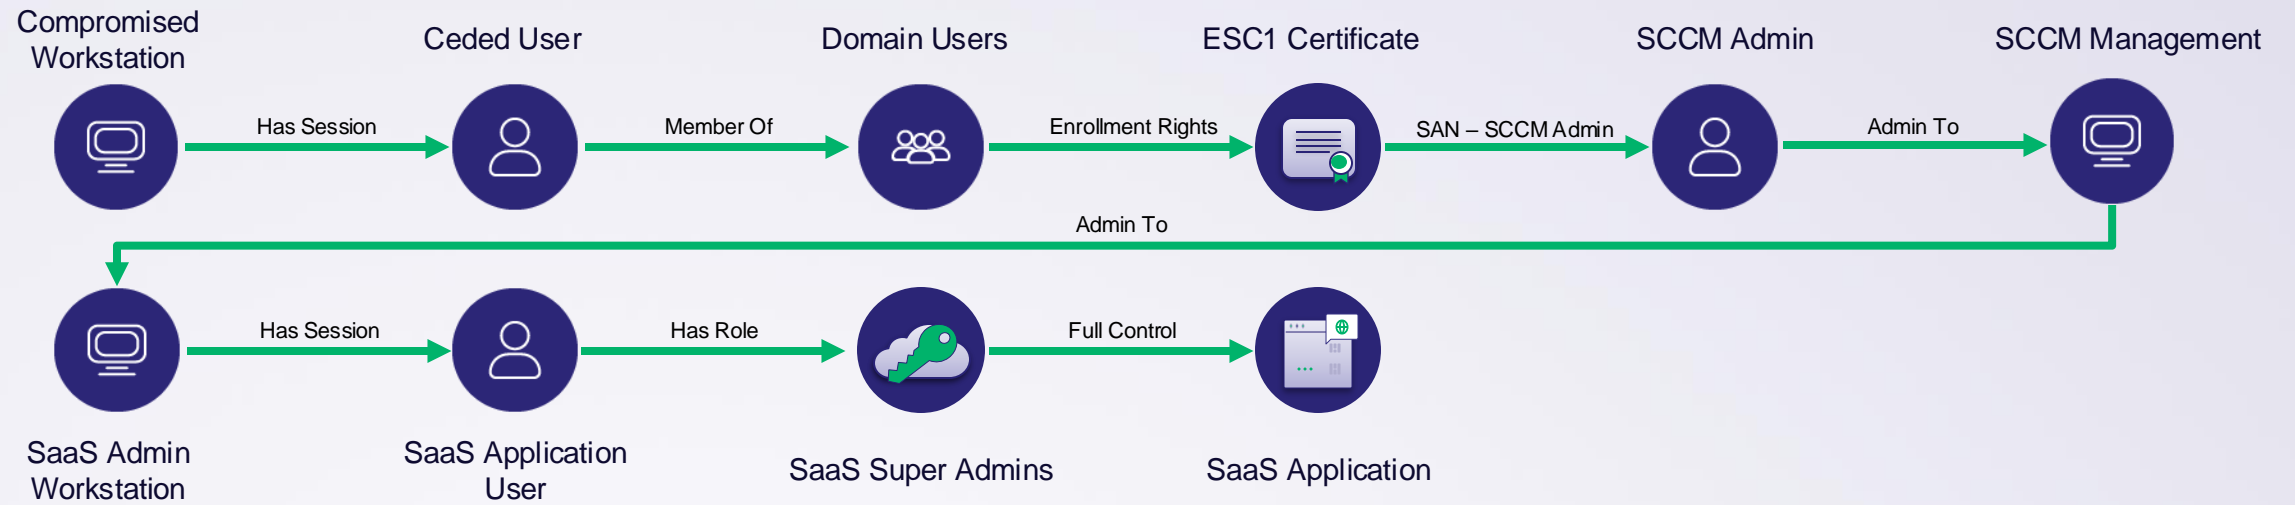 Compromised
Workstation
Ceded User
Domain Users
ESC1 Certificate
SCCM Admin
SCCM Management
Has Session
Member Of
Enrollment Rights
SAN – SCCM Admin
Admin To
Admin To
Has Session
Has Role
Full Control
SaaS Admin
Workstation
SaaS Application
User
SaaS Super Admins
SaaS Application